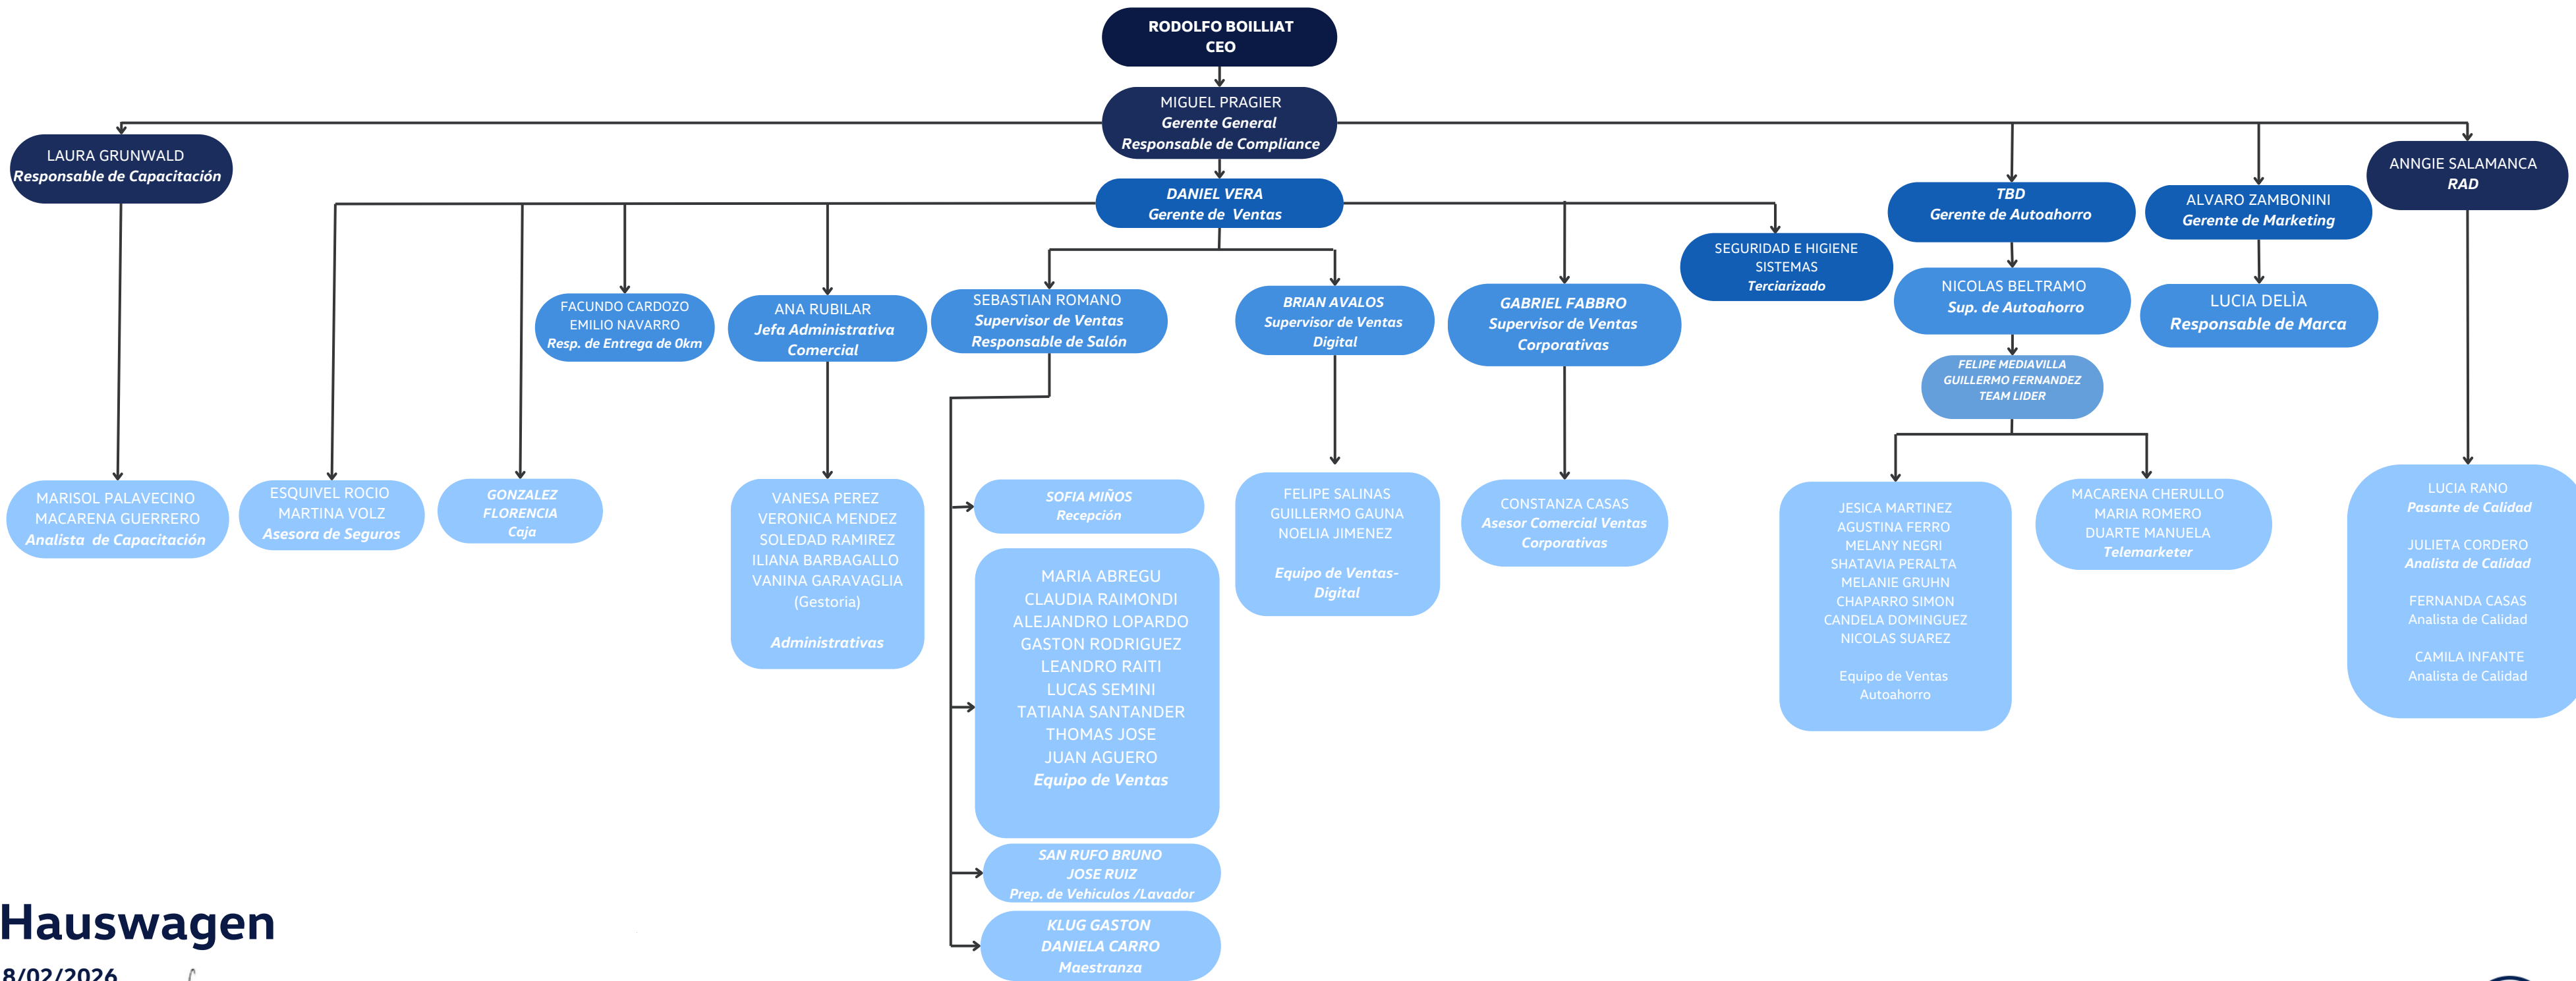 RODOLFO BOILLIAT
CEO
MIGUEL PRAGIER
Gerente General
Responsable de Compliance
LAURA GRUNWALD
Responsable de Capacitación
ANNGIE SALAMANCA
RAD
DANIEL VERA
Gerente de Ventas
TBD
Gerente de Autoahorro
ALVARO ZAMBONINI
Gerente de Marketing
SEGURIDAD E HIGIENE
SISTEMAS
Terciarizado
FACUNDO CARDOZO
EMILIO NAVARRO
Resp. de Entrega de 0km
ANA RUBILAR
Jefa Administrativa
Comercial
SEBASTIAN ROMANO
Supervisor de Ventas
Responsable de Salón
BRIAN AVALOS
Supervisor de Ventas
Digital
GABRIEL FABBRO
Supervisor de Ventas
Corporativas
NICOLAS BELTRAMO
Sup. de Autoahorro
LUCIA DELÌA
Responsable de Marca
FELIPE MEDIAVILLA
GUILLERMO FERNANDEZ
TEAM LIDER
MARISOL PALAVECINO
MACARENA GUERRERO
Analista de Capacitación
ESQUIVEL ROCIO
MARTINA VOLZ
Asesora de Seguros
GONZALEZ
FLORENCIA
Caja
VANESA PEREZ
VERONICA MENDEZ
SOLEDAD RAMIREZ
ILIANA BARBAGALLO
VANINA GARAVAGLIA
(Gestoria)
Administrativas
SOFIA MIÑOS
Recepción
MARIA ABREGU
CLAUDIA RAIMONDI
ALEJANDRO LOPARDO
GASTON RODRIGUEZ
LEANDRO RAITI
LUCAS SEMINI
TATIANA SANTANDER
THOMAS JOSE
JUAN AGUERO
Equipo de Ventas
SAN RUFO BRUNO
JOSE RUIZ
Prep. de Vehiculos /Lavador
KLUG GASTON
DANIELA CARRO
Maestranza
FELIPE SALINAS
GUILLERMO GAUNA
NOELIA JIMENEZ
Equipo de Ventas-
Digital
CONSTANZA CASAS
Asesor Comercial Ventas
Corporativas
JESICA MARTINEZ
AGUSTINA FERRO
MELANY NEGRI
SHATAVIA PERALTA
MELANIE GRUHN
CHAPARRO SIMON
CANDELA DOMINGUEZ
NICOLAS SUAREZ
Equipo de Ventas
Autoahorro
MACARENA CHERULLO
MARIA ROMERO
DUARTE MANUELA
Telemarketer
LUCIA RANO
Pasante de Calidad
JULIETA CORDERO
Analista de Calidad
FERNANDA CASAS
Analista de Calidad
CAMILA INFANTE
Analista de Calidad
Hauswagen
8/02/2026